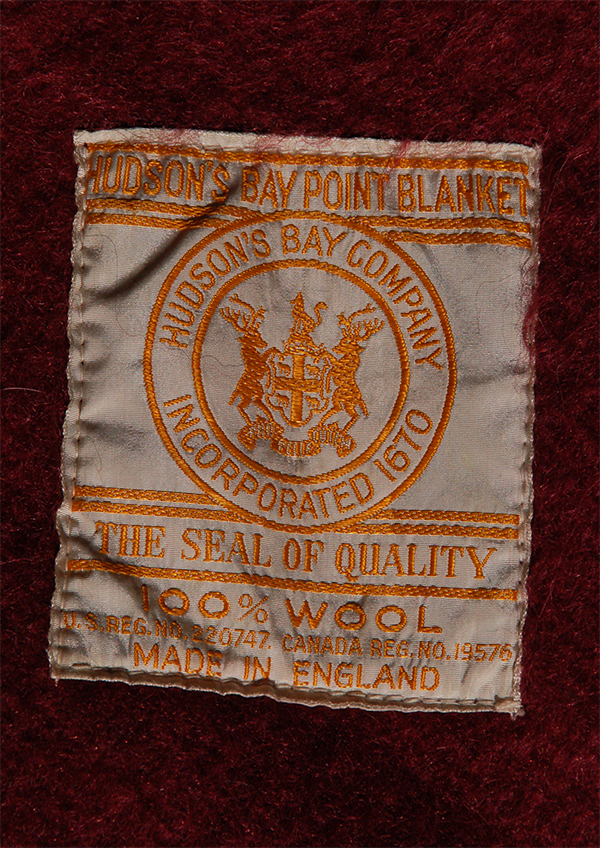 HUDSON'S BAY POINT BLANKET
HUDSON'S BAY COMPANY
INCORPORATED 1670
THE SEAL OF QUALITY
100% WOOL
U.S.REG.NO.220747. CANADA REG.NO.19576
MADE IN ENGLAND